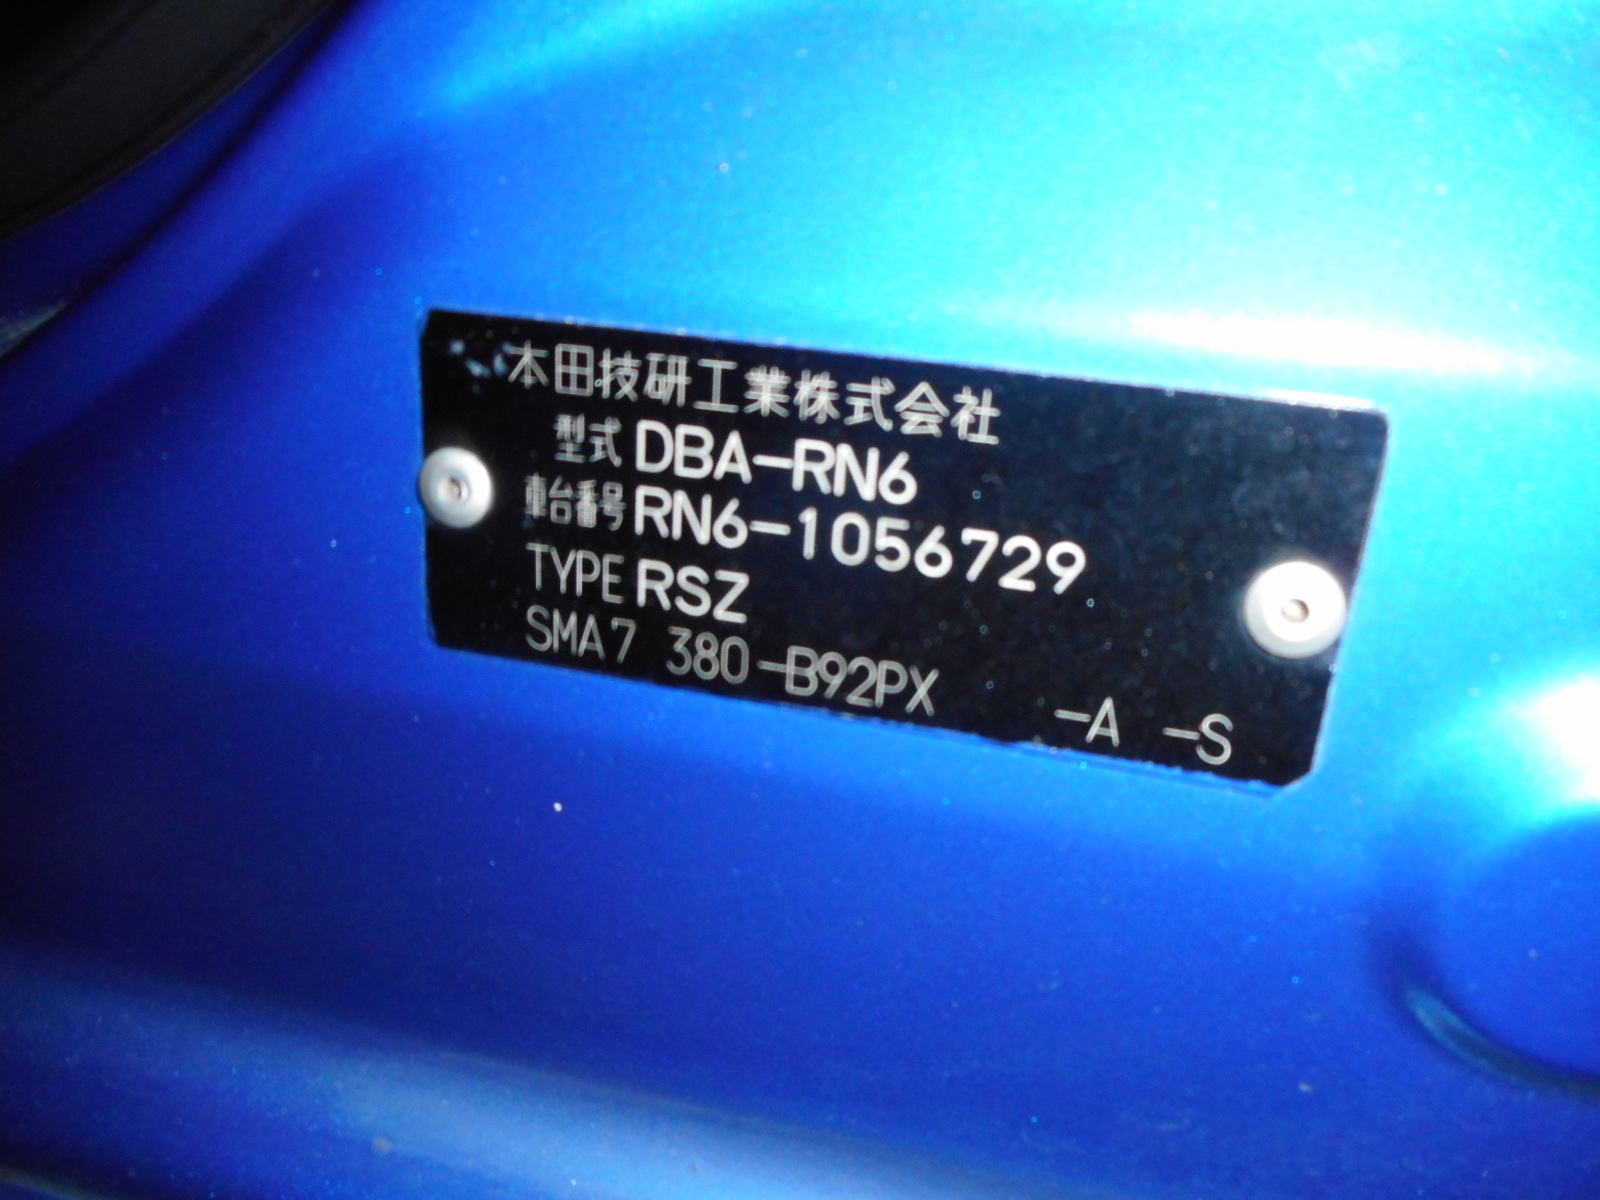 本田技研工業株式会社
型式 DBA-RN6
車台番号 RN6-1056729
TYPE RSZ
SMA7 380-B92PX -A -S